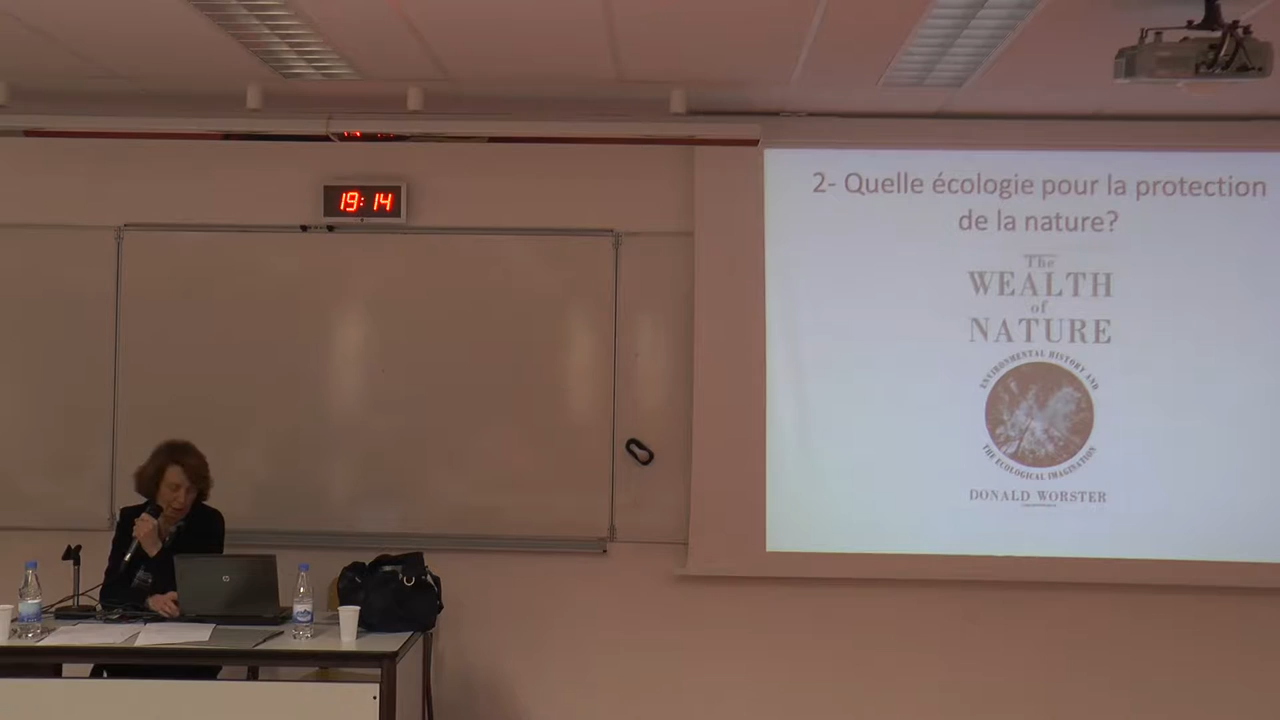 19:14
2- Quelle écologie pour la protection
de la nature?
The
WEALTH
of
NATURE
ENVIRONMENTAL HISTORY AND
THE ECOLOGICAL IMAGINATION
DONALD WORSTER
hp